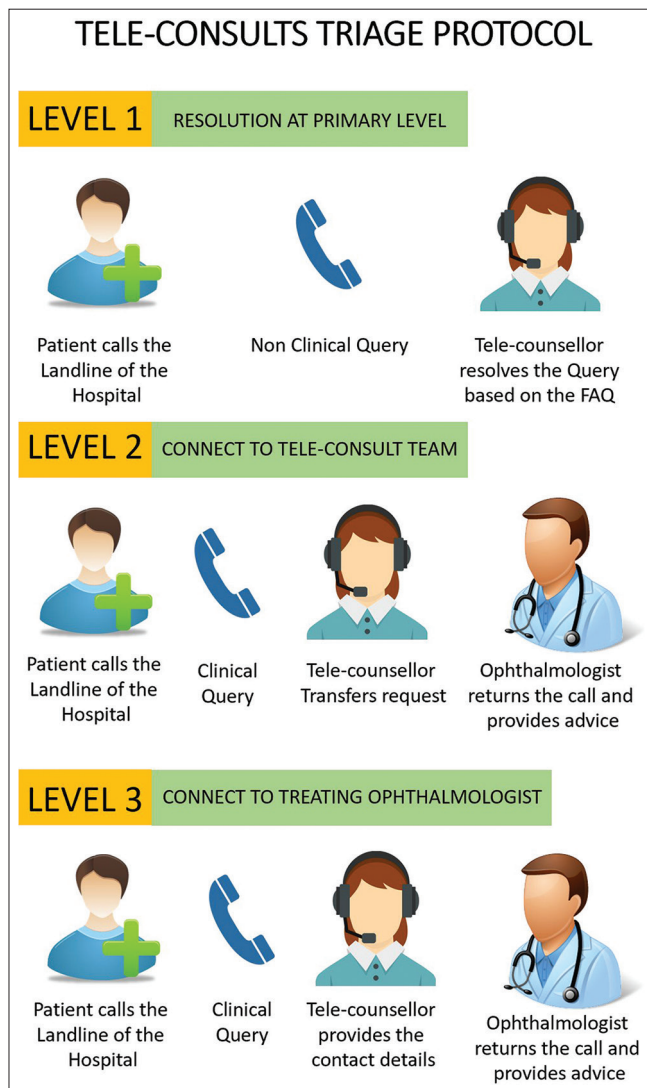 TELE-CONSULTS TRIAGE PROTOCOL
LEVEL 1
RESOLUTION AT PRIMARY LEVEL
Patient calls the
Landline of the
Hospital
Non Clinical Query
Tele-counsellor
resolves the Query
based on the FAQ
LEVEL 2
CONNECT TO TELE-CONSULT TEAM
Patient calls the
Landline of the
Hospital
Clinical
Query
Tele-counsellor
Transfers request
Ophthalmologist
returns the call and
provides advice
LEVEL 3
CONNECT TO TREATING OPHTHALMOLOGIST
Patient calls the
Landline of the
Hospital
Clinical
Query
Tele-counsellor
provides the
contact details
Ophthalmologist
returns the call and
provides advice